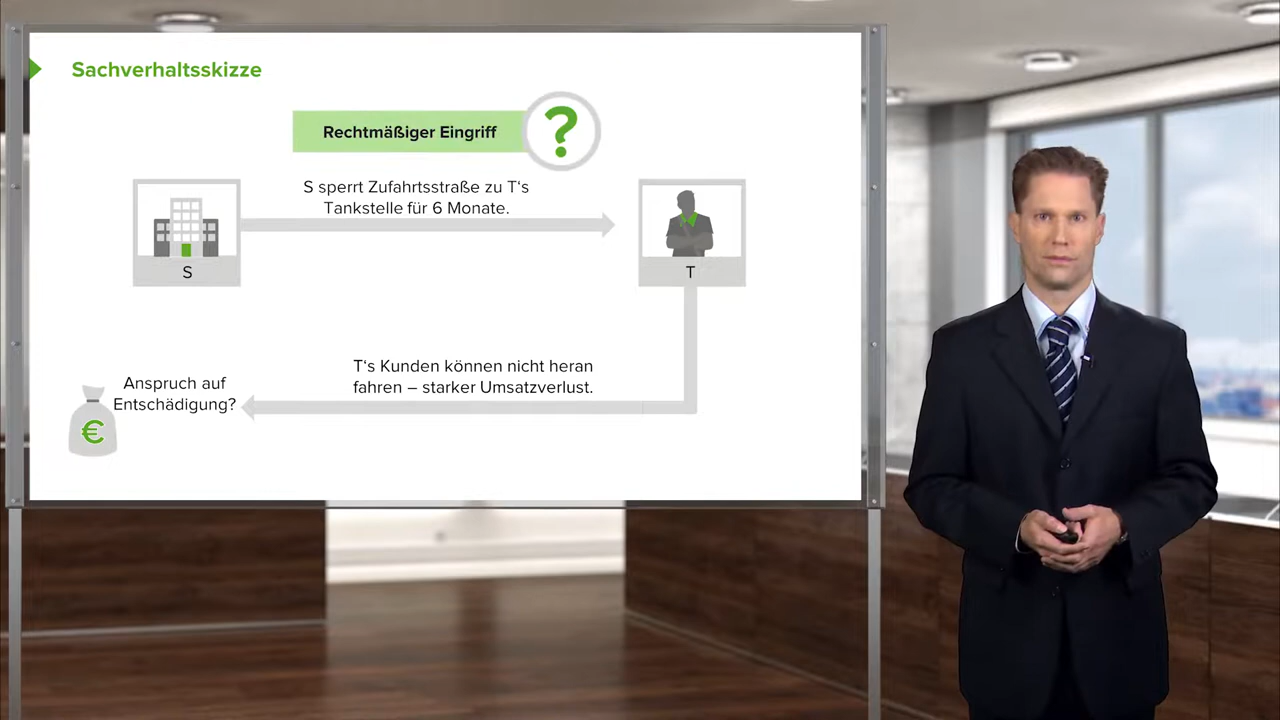 Sachverhaltsskizze
Rechtmäßiger Eingriff
?
S sperrt Zufahrtsstraße zu T‘s
Tankstelle für 6 Monate.
S
T
T‘s Kunden können nicht heran
fahren – starker Umsatzverlust.
Anspruch auf
Entschädigung?
€